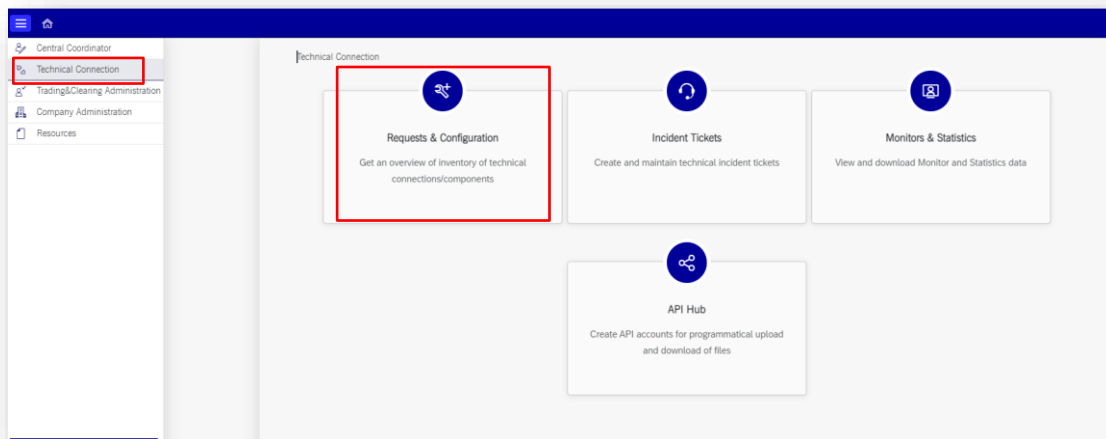 Central Coordinator
Technical Connection
Trading&Clearing Administration
Company Administration
Resources
Technical Connection
Requests & Configuration
Get an overview of inventory of technical
connections/components
Incident Tickets
Create and maintain technical incident tickets
Monitors & Statistics
View and download Monitor and Statistics data
API Hub
Create API accounts for programmatical upload
and download of files